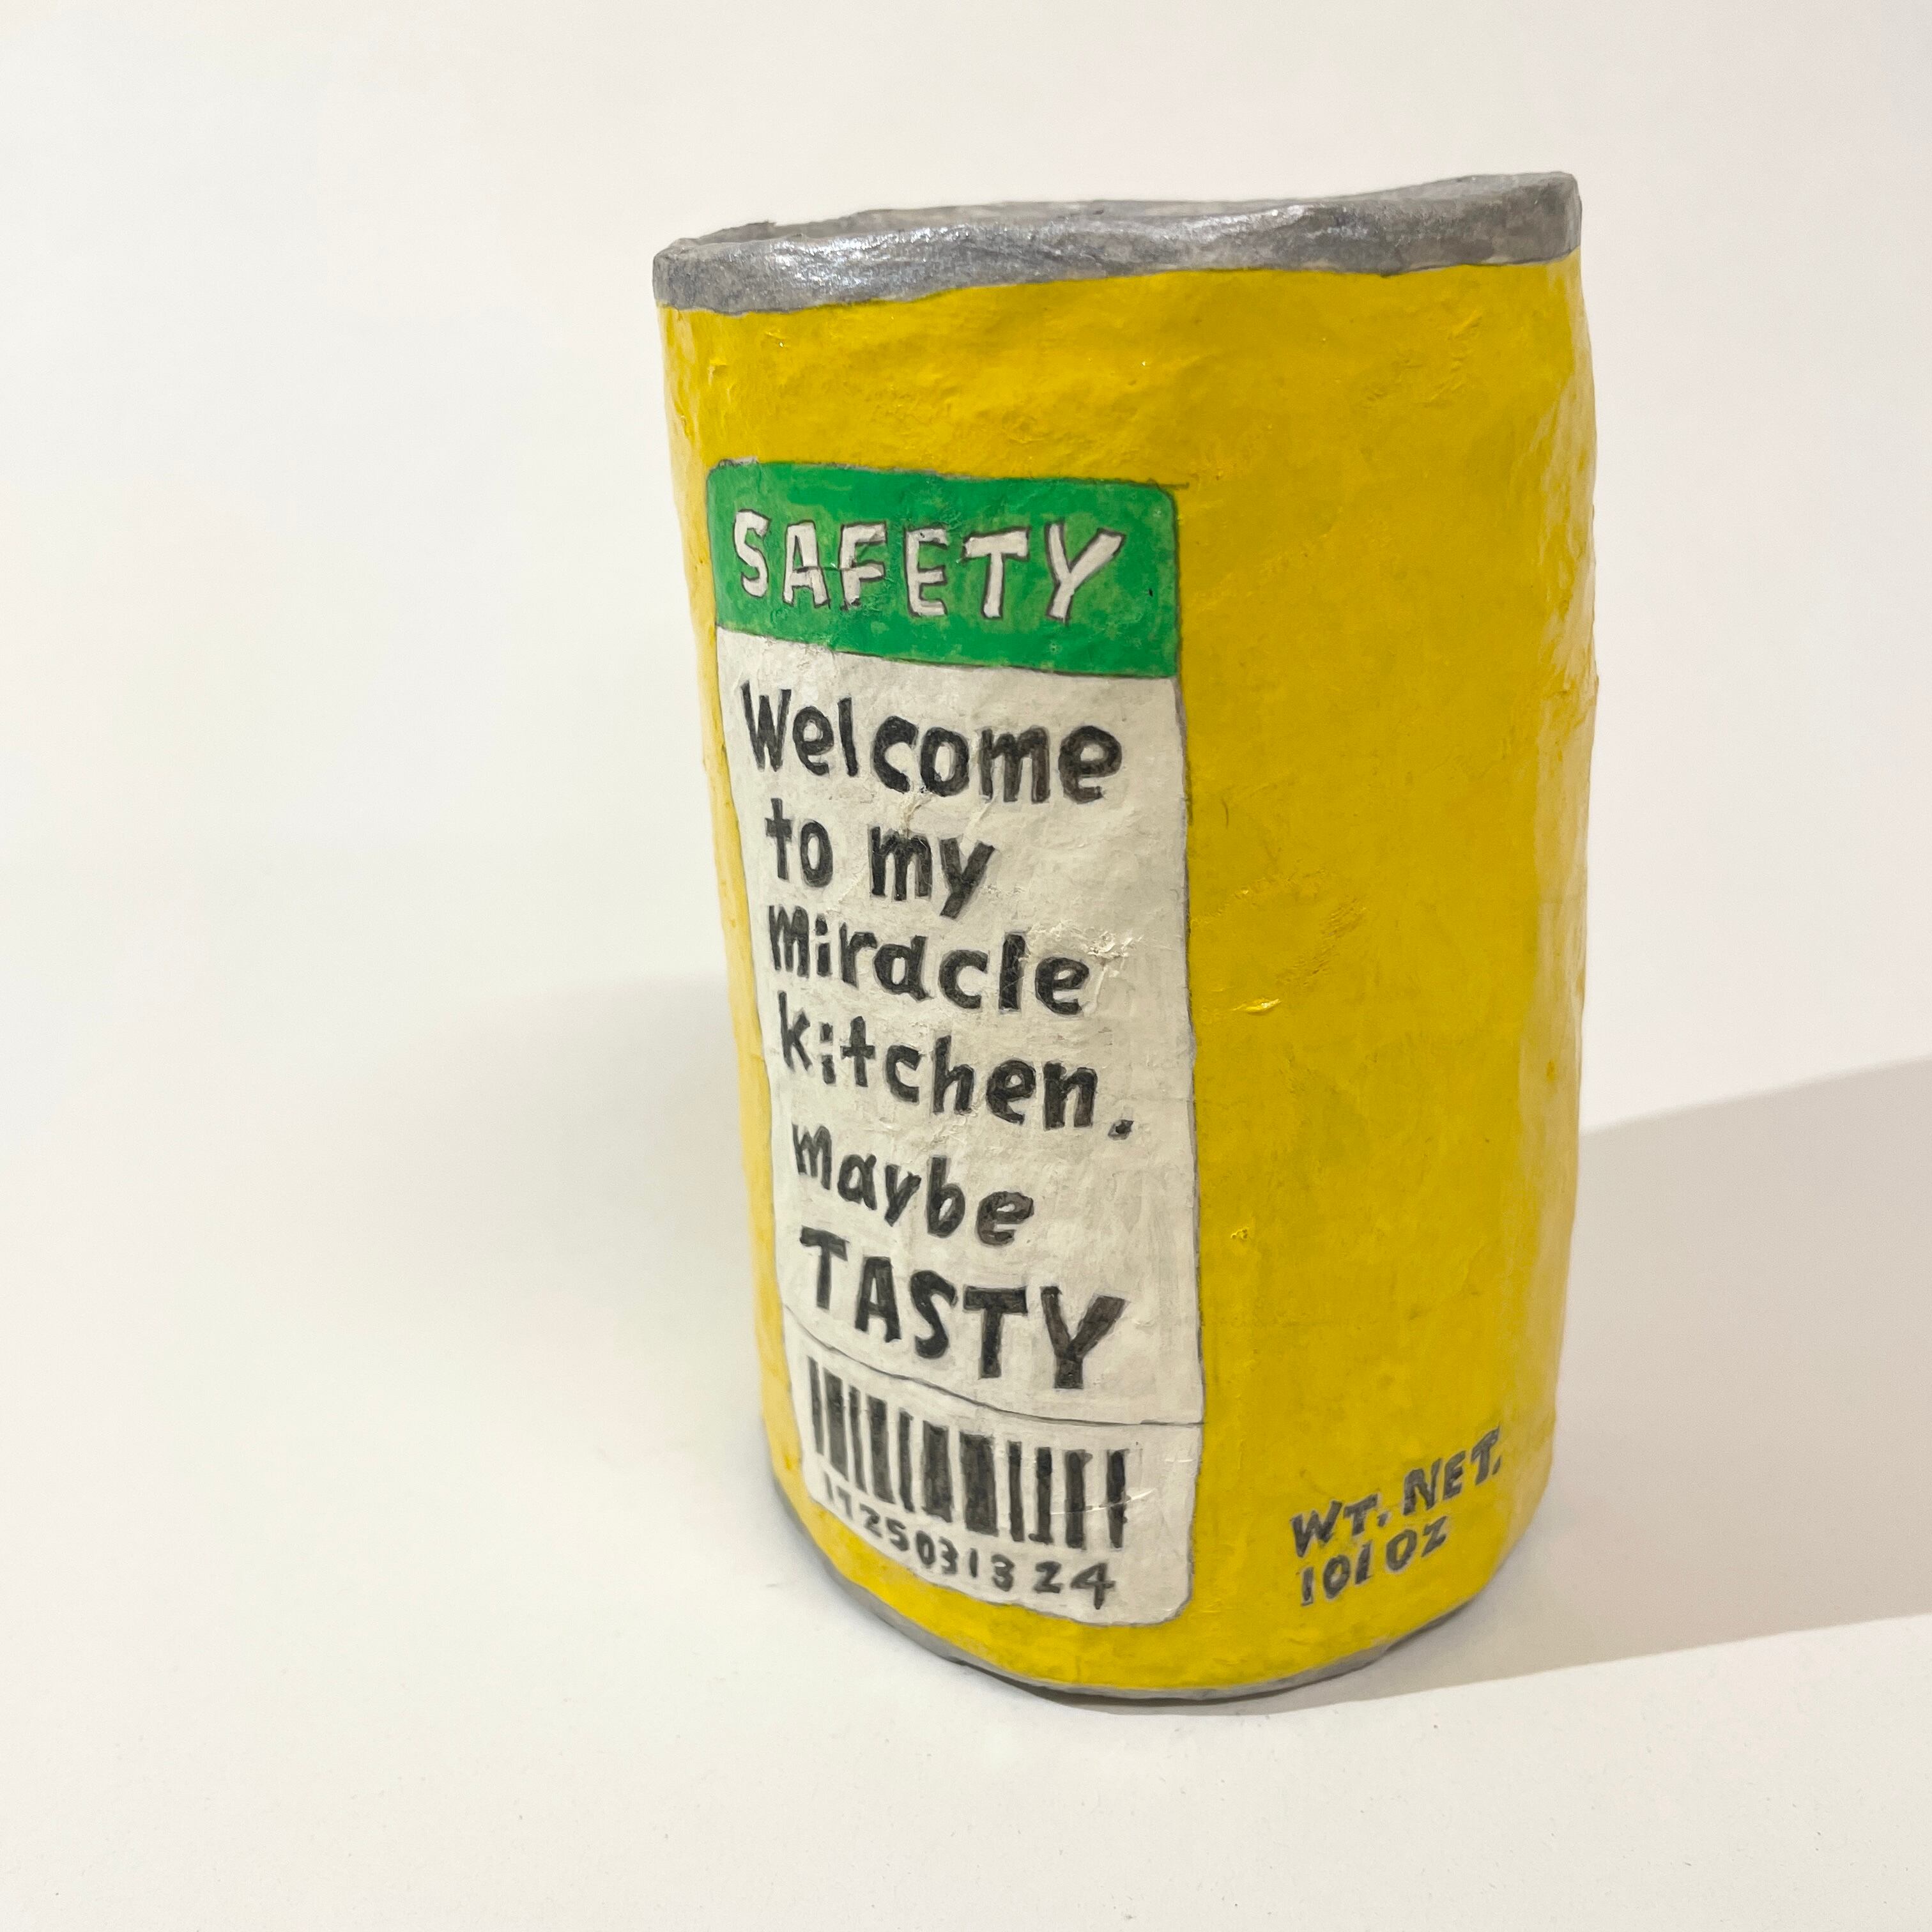 SAFETY
Welcome
to my
miracle
kitchen.
maybe
TASTY
1725031324
WT. NET.
101 OZ